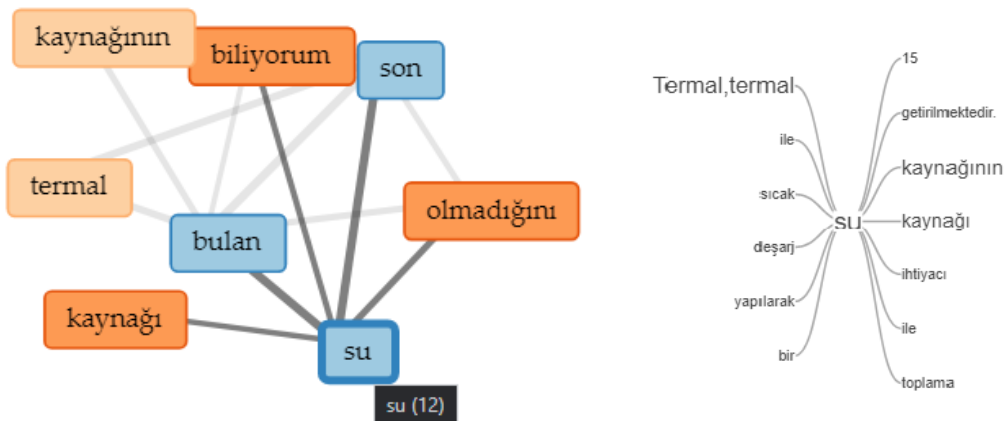 kaynağının
biliyorum
son
termal
olmadığını
bulan
kaynağı
su
su (12)
Termal,termal
ile
sıcak
deşarj
yapılarak
bir
su
15
getirilmektedir.
kaynağının
kaynağı
ihtiyacı
ile
toplama